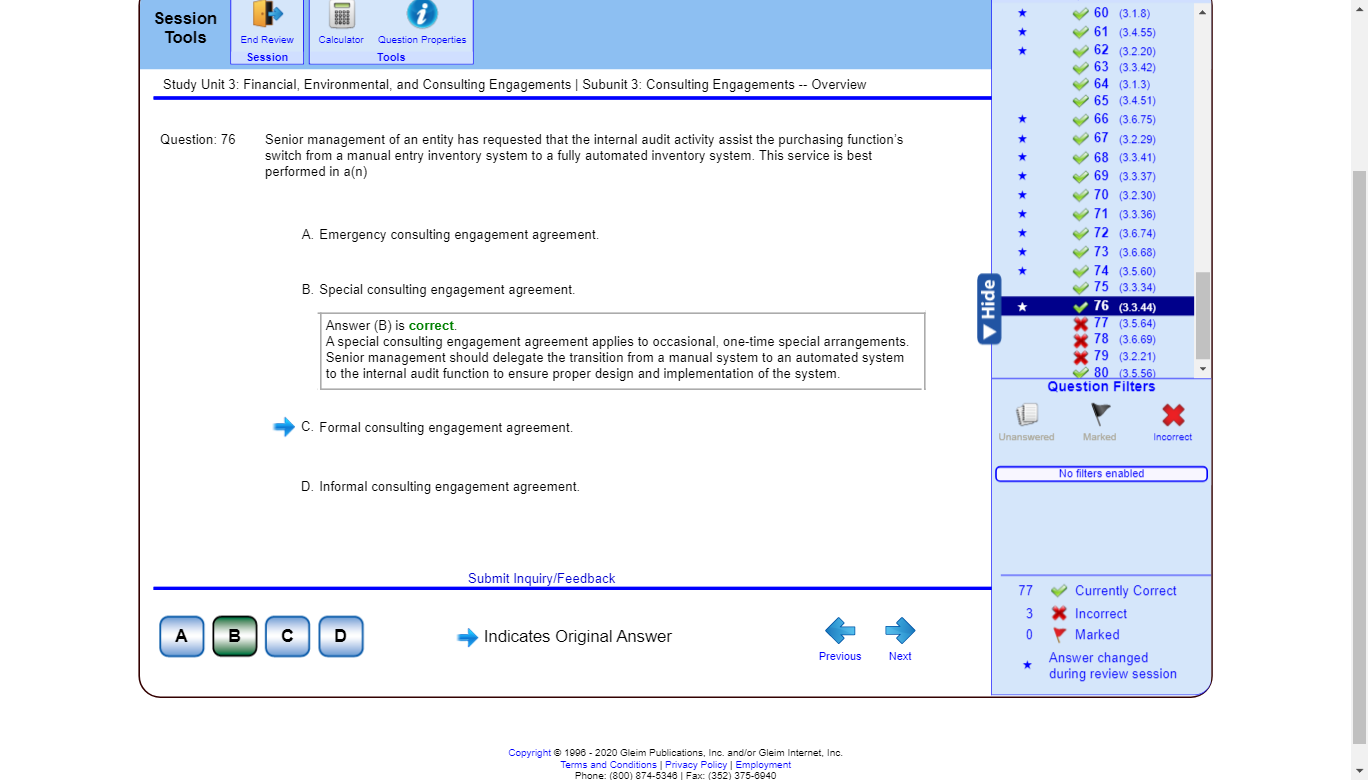 Session
Tools
End Review
Session
Calculator
Question Properties
Tools
Study Unit 3: Financial, Environmental, and Consulting Engagements | Subunit 3: Consulting Engagements -- Overview
Question: 76
Senior management of an entity has requested that the internal audit activity assist the purchasing function’s
switch from a manual entry inventory system to a fully automated inventory system. This service is best
performed in a(n)
A. Emergency consulting engagement agreement.
B. Special consulting engagement agreement.
Answer (B) is correct.
A special consulting engagement agreement applies to occasional, one-time special arrangements.
Senior management should delegate the transition from a manual system to an automated system
to the internal audit function to ensure proper design and implementation of the system.
C. Formal consulting engagement agreement.
D. Informal consulting engagement agreement.
Submit Inquiry/Feedback
A
B
C
D
Indicates Original Answer
Previous
Next
60 (3.1.8)
61 (3.4.55)
62 (3.2.20)
63 (3.3.42)
64 (3.1.3)
65 (3.4.51)
66 (3.6.75)
67 (3.2.29)
68 (3.3.41)
69 (3.3.37)
70 (3.2.30)
71 (3.3.36)
72 (3.6.74)
73 (3.6.68)
74 (3.5.60)
75 (3.3.34)
76 (3.3.44)
77 (3.5.64)
78 (3.6.69)
79 (3.2.21)
80 (3.5.56)
Hide
Question Filters
Unanswered
Marked
Incorrect
No filters enabled
77 Currently Correct
3 Incorrect
0 Marked
Answer changed
during review session
Copyright © 1996 - 2020 Gleim Publications, Inc. and/or Gleim Internet, Inc.
Terms and Conditions | Privacy Policy | Employment
Phone: (800) 874-5346 | Fax: (352) 375-6940